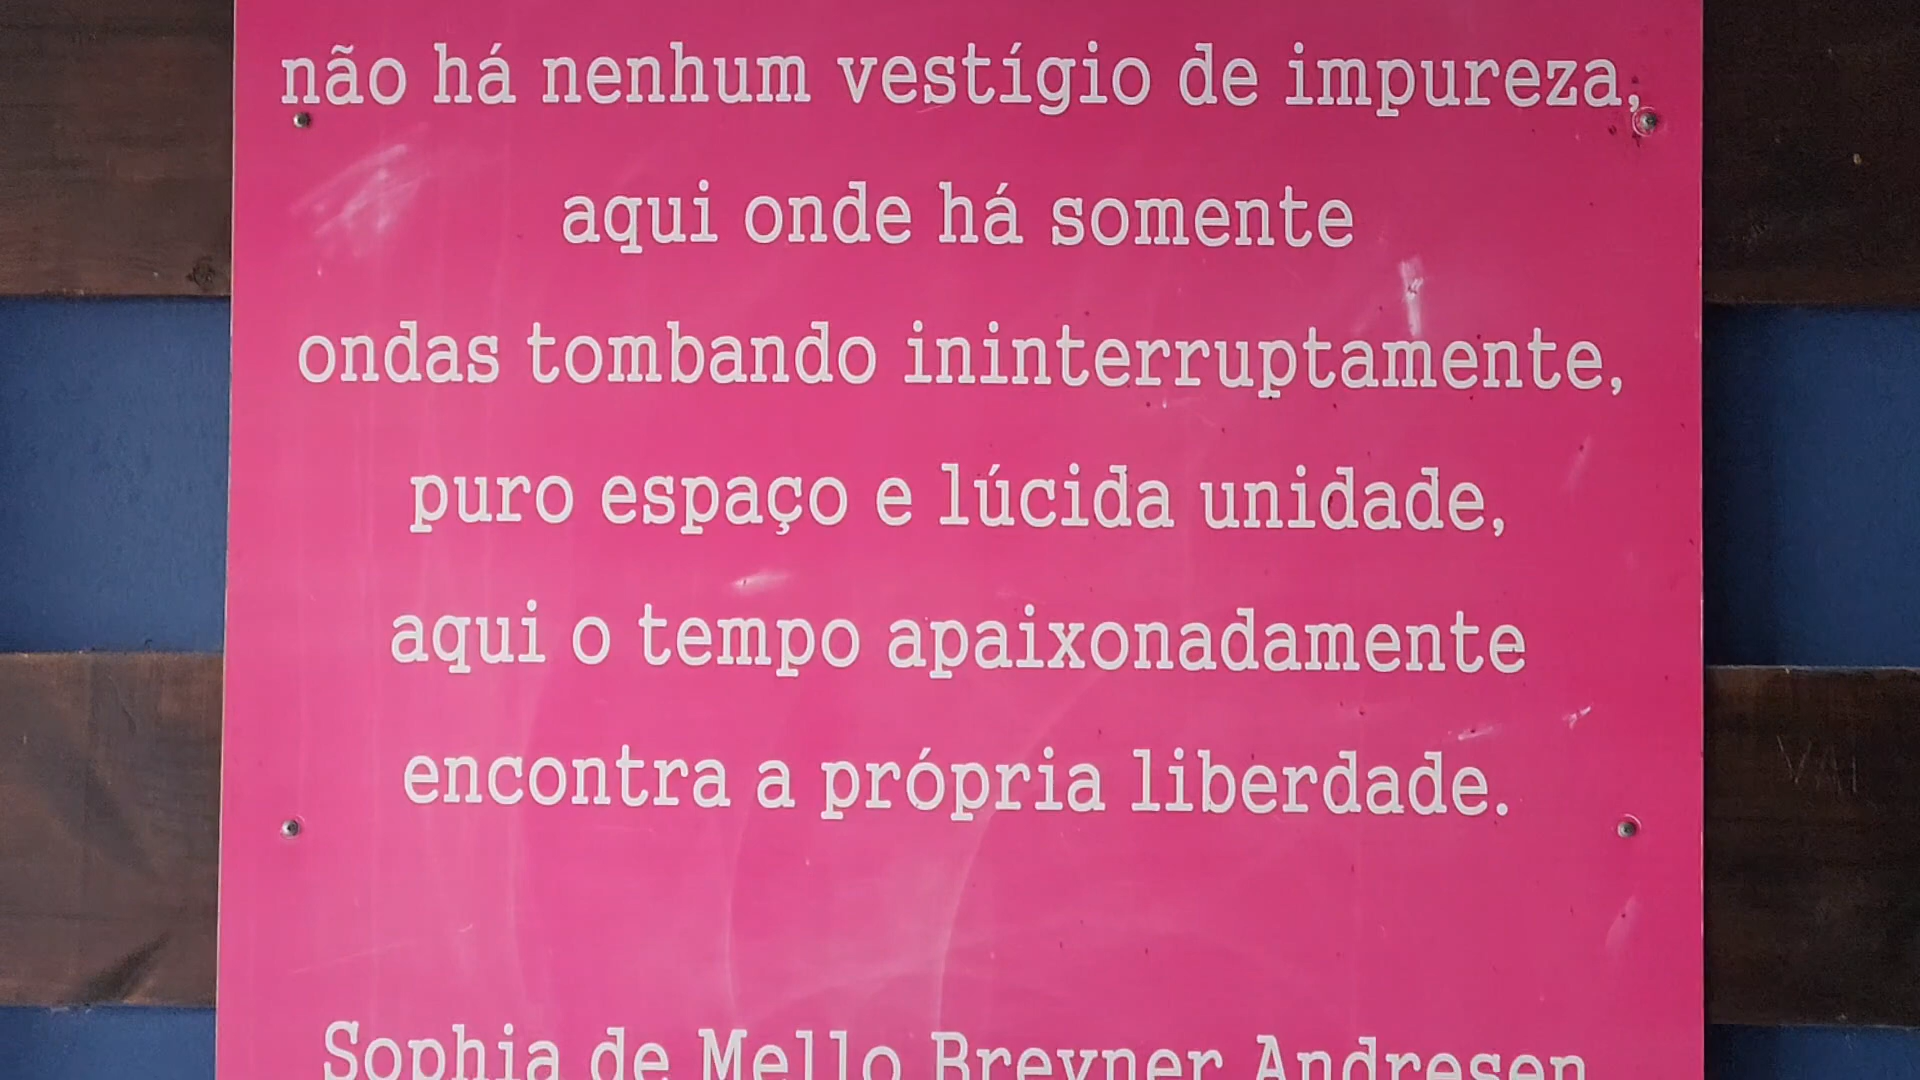 não há nenhum vestígio de impureza,
aqui onde há somente
ondas tombando ininterruptamente,
puro espaço e lúcida unidade,
aqui o tempo apaixonadamente
encontra a própria liberdade.
Sophia de Mello Breyner Andresen
VAI